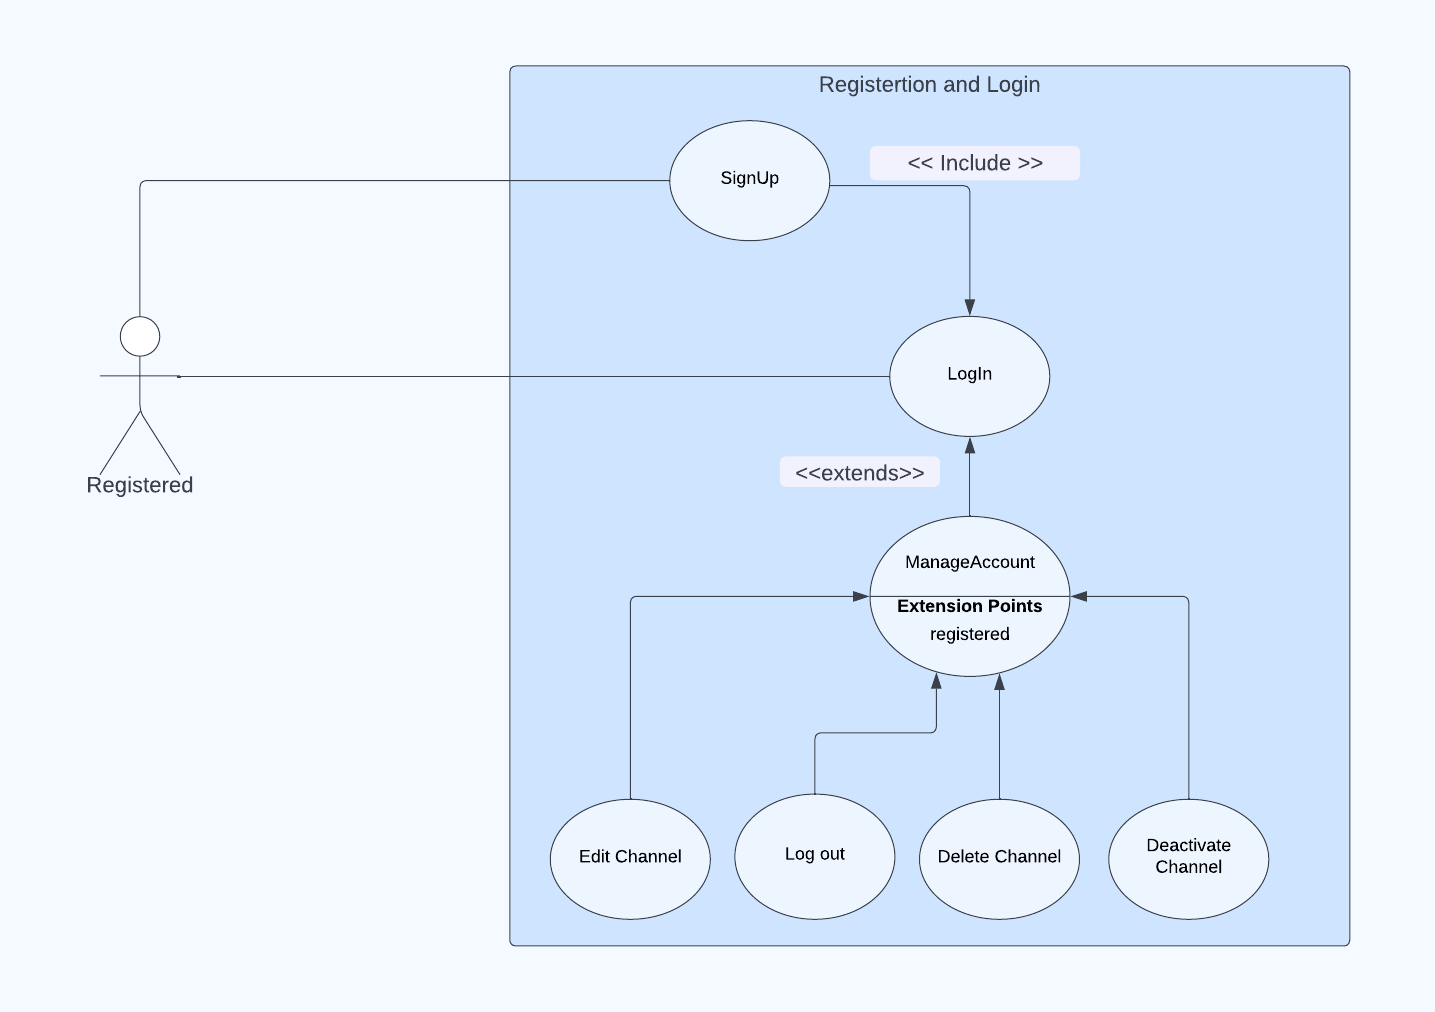 Registertion and Login
SignUp
<< Include >>
LogIn
Registered
<<extends>>
ManageAccount
Extension Points
registered
Edit Channel
Log out
Delete Channel
Deactivate
Channel